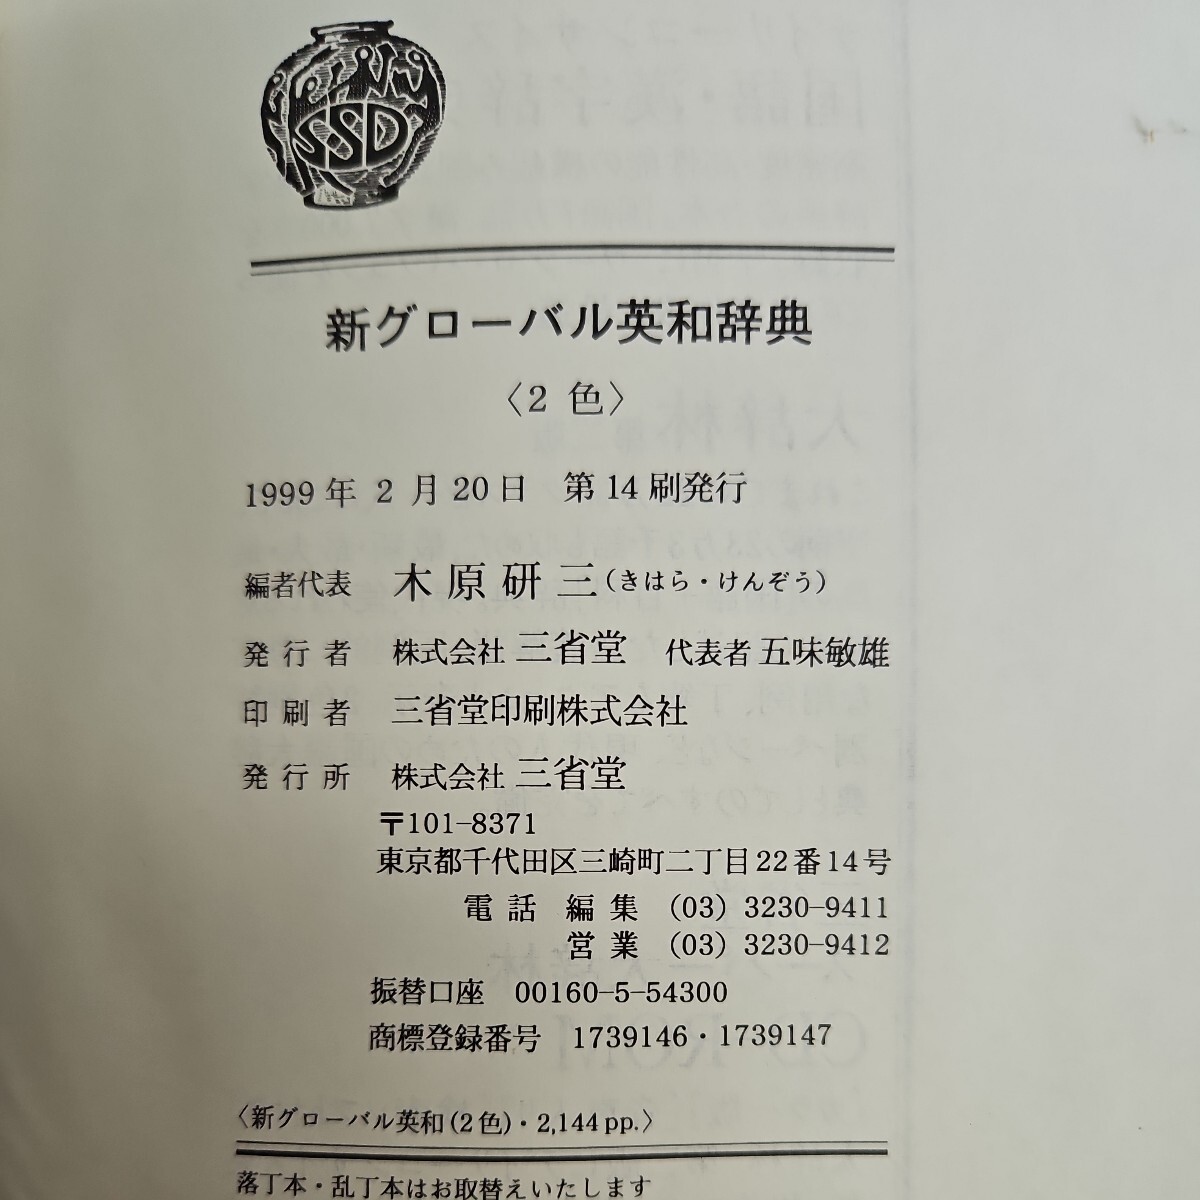 SSD
新グローバル英和辞典
〈2 色〉
1999年 2 月 20日 第 14 刷発行
編者代表 木原研三(きはら・けんぞう)
発行者 株式会社 三省堂 代表者 五味敏雄
印刷者 三省堂印刷株式会社
発行所 株式会社 三省堂
〒101-8371
東京都千代田区三崎町二丁目22番14号
電話 編集 (03) 3230-9411
営業 (03) 3230-9412
振替口座 00160-5-54300
商標登録番号 1739146・1739147
〈新グローバル英和(2色)・2,144pp.〉
落丁本・乱丁本はお取替えいたします